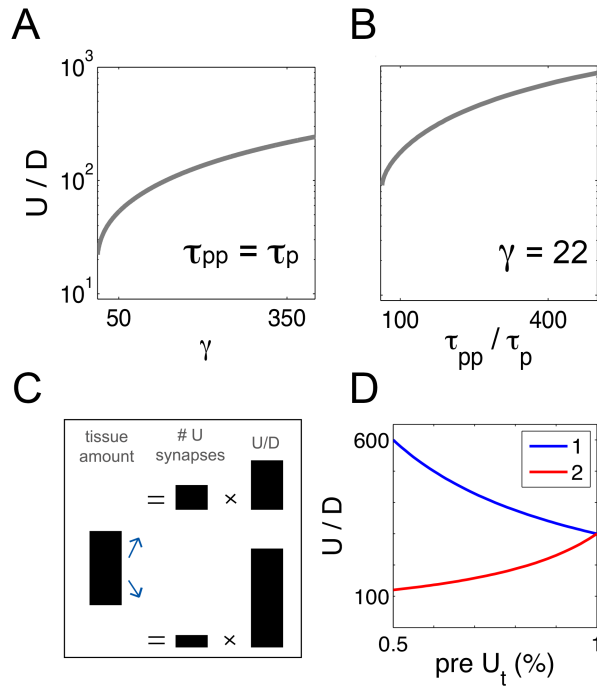 A
10³
10²
10¹
U / D
τpp = τp
50
350
γ
B
γ = 22
100
400
τpp / τp
C
tissue
amount
# U
synapses
U/D
= ×
= ×
D
600
100
U / D
1
2
0.5
1
pre Ut (%)